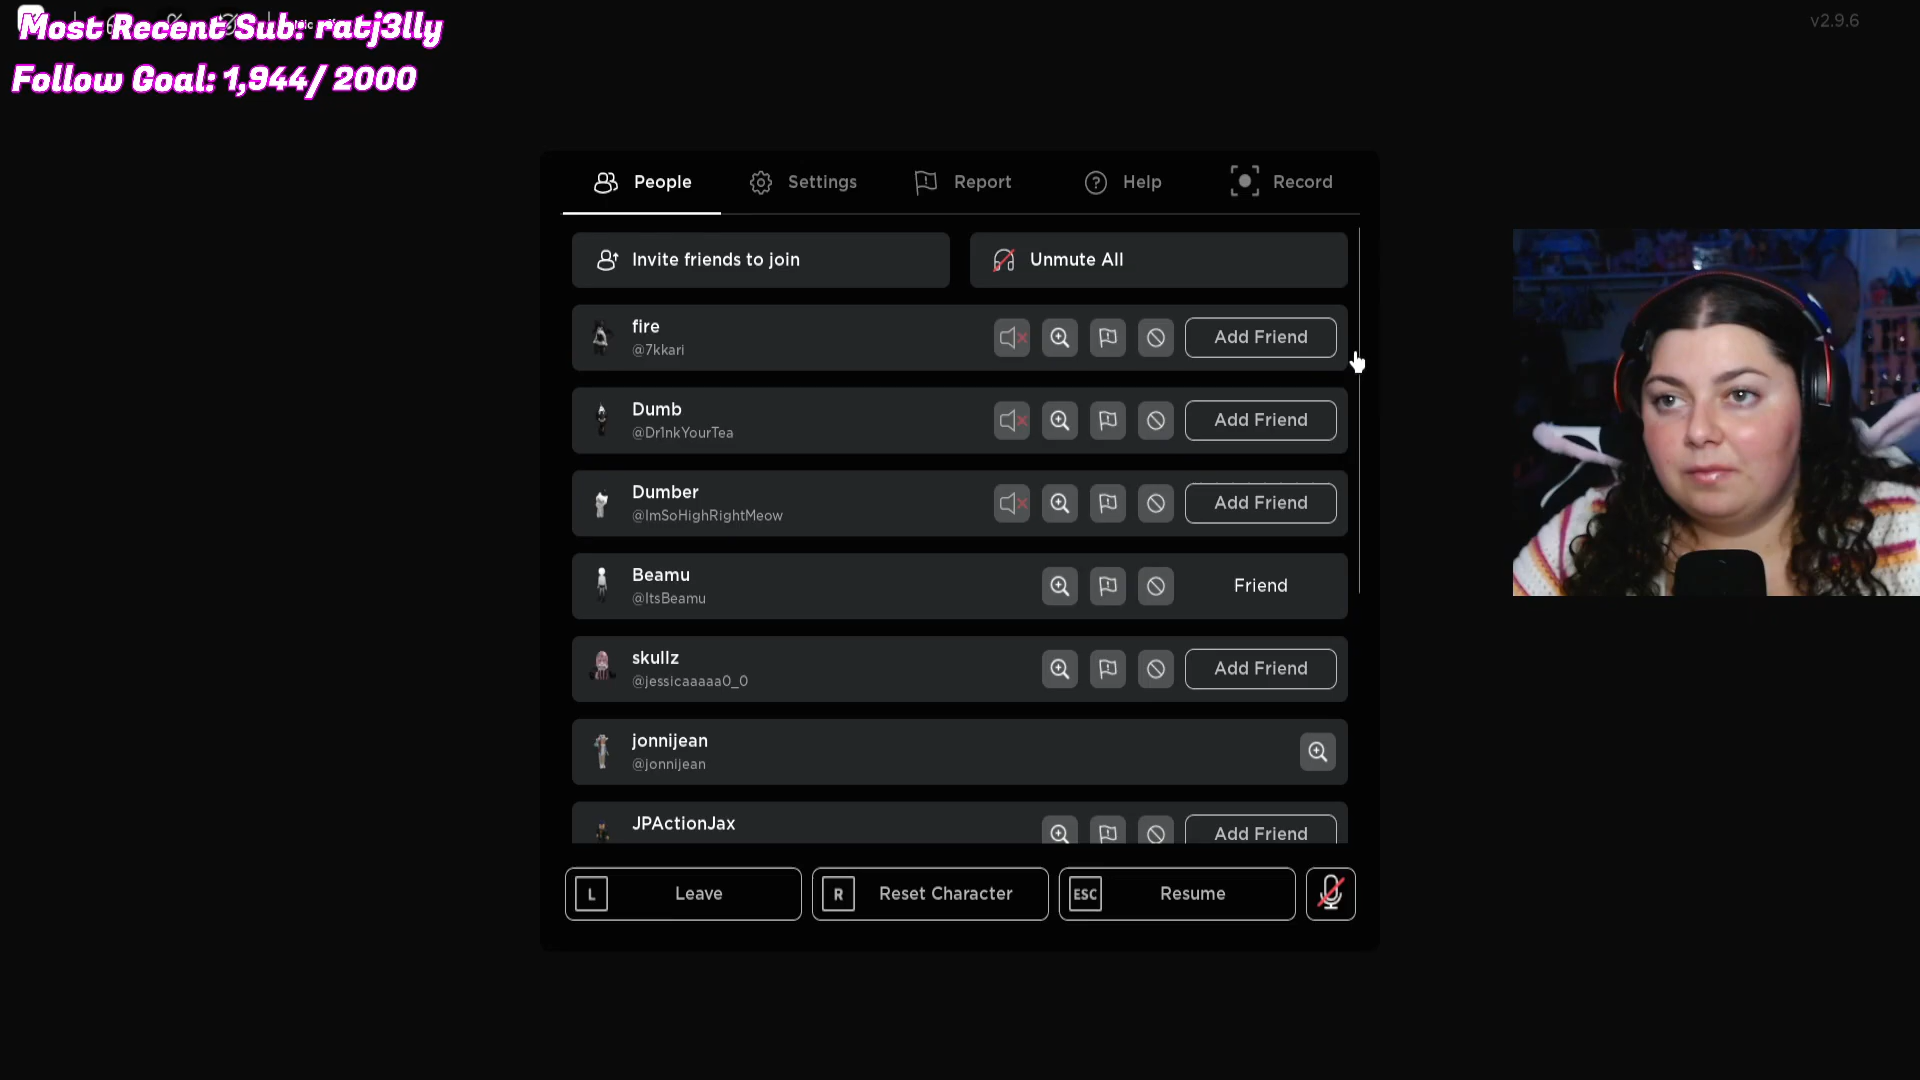 Most Recent Sub: ratj3lly
Follow Goal: 1,944/ 2000
v2.9.6
People
Settings
Report
Help
Record
Invite friends to join
Unmute All
fire
@7kkari
Add Friend
Dumb
@Dr1nkYourTea
Add Friend
Dumber
@ImSoHighRightMeow
Add Friend
Beamu
@ItsBeamu
Friend
skullz
@jessicaaaaa0_0
Add Friend
jonnijean
@jonnijean
JPActionJax
Add Friend
L Leave
R Reset Character
ESC Resume